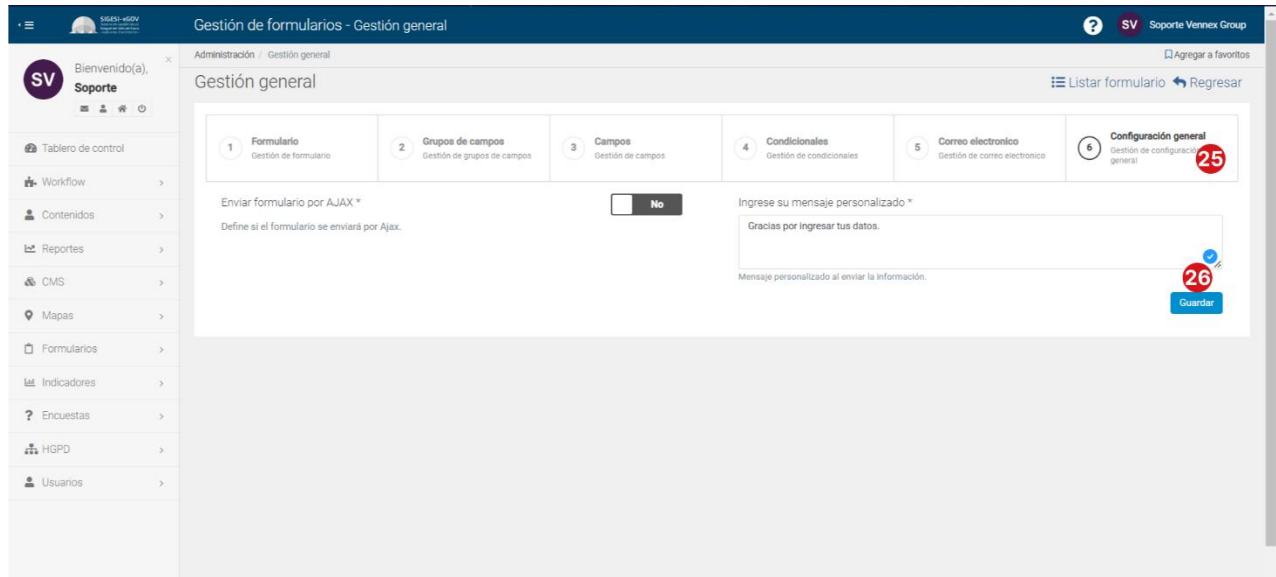 SIGESI-eGOV
Gestión de formularios - Gestión general
? SV Soporte Vennex Group
SV
Bienvenido(a),
Soporte
×
Administración / Gestión general
Agregar a favoritos
Gestión general
Listar formulario Regresar
Tablero de control
Workflow
Contenidos
Reportes
CMS
Mapas
Formularios
Indicadores
? Encuestas
HGPD
Usuarios
1 Formulario
Gestión de formulario
2 Grupos de campos
Gestión de grupos de campos
3 Campos
Gestión de campos
4 Condicionales
Gestión de condicionales
5 Correo electronico
Gestión de correo electronico
6 Configuración general
Gestión de configuración
general
25
Enviar formulario por AJAX *
No
Define si el formulario se enviará por Ajax.
Ingrese su mensaje personalizado *
Gracias por ingresar tus datos.
Mensaje personalizado al enviar la información.
26
Guardar